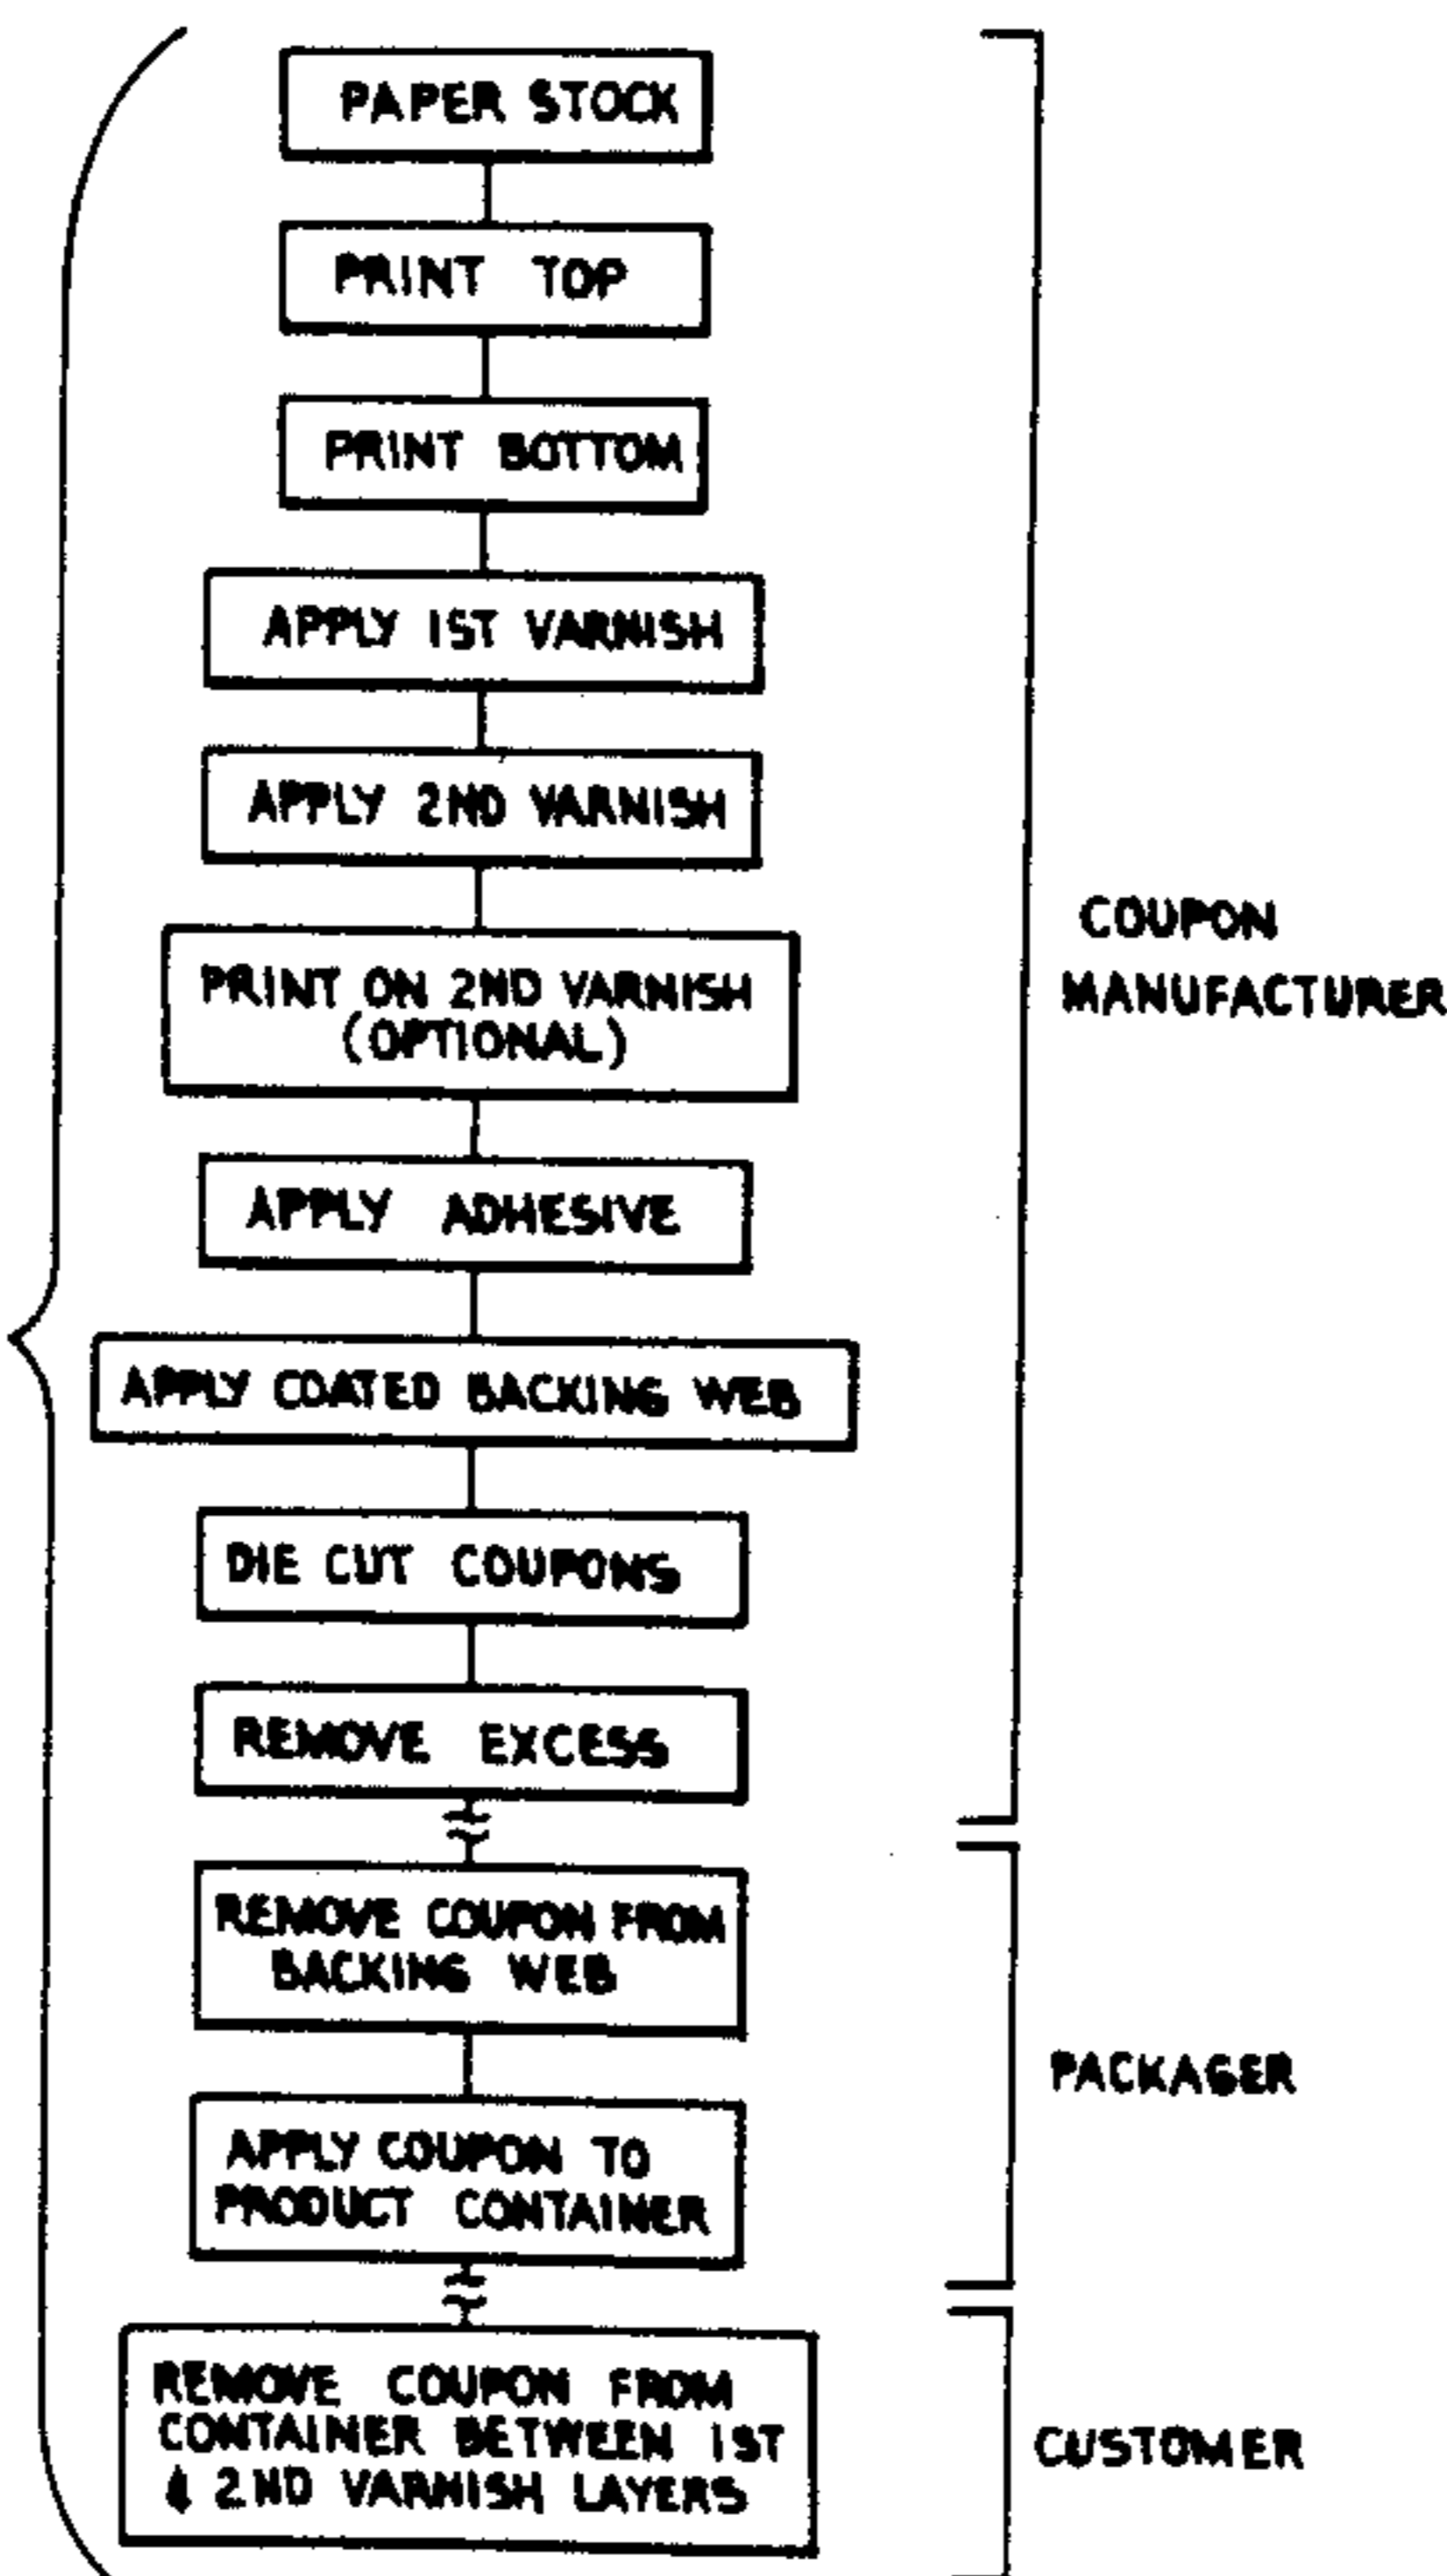 PAPER STOCK
PRINT TOP
PRINT BOTTOM
APPLY 1ST VARNISH
APPLY 2ND VARNISH
PRINT ON 2ND VARNISH
(OPTIONAL)
APPLY ADHESIVE
APPLY COATED BACKING WEB
DIE CUT COUPONS
REMOVE EXCESS
COUPON
MANUFACTURER
REMOVE COUPON FROM
BACKING WEB
APPLY COUPON TO
PRODUCT CONTAINER
PACKAGER
REMOVE COUPON FROM
CONTAINER BETWEEN 1ST
& 2ND VARNISH LAYERS
CUSTOMER